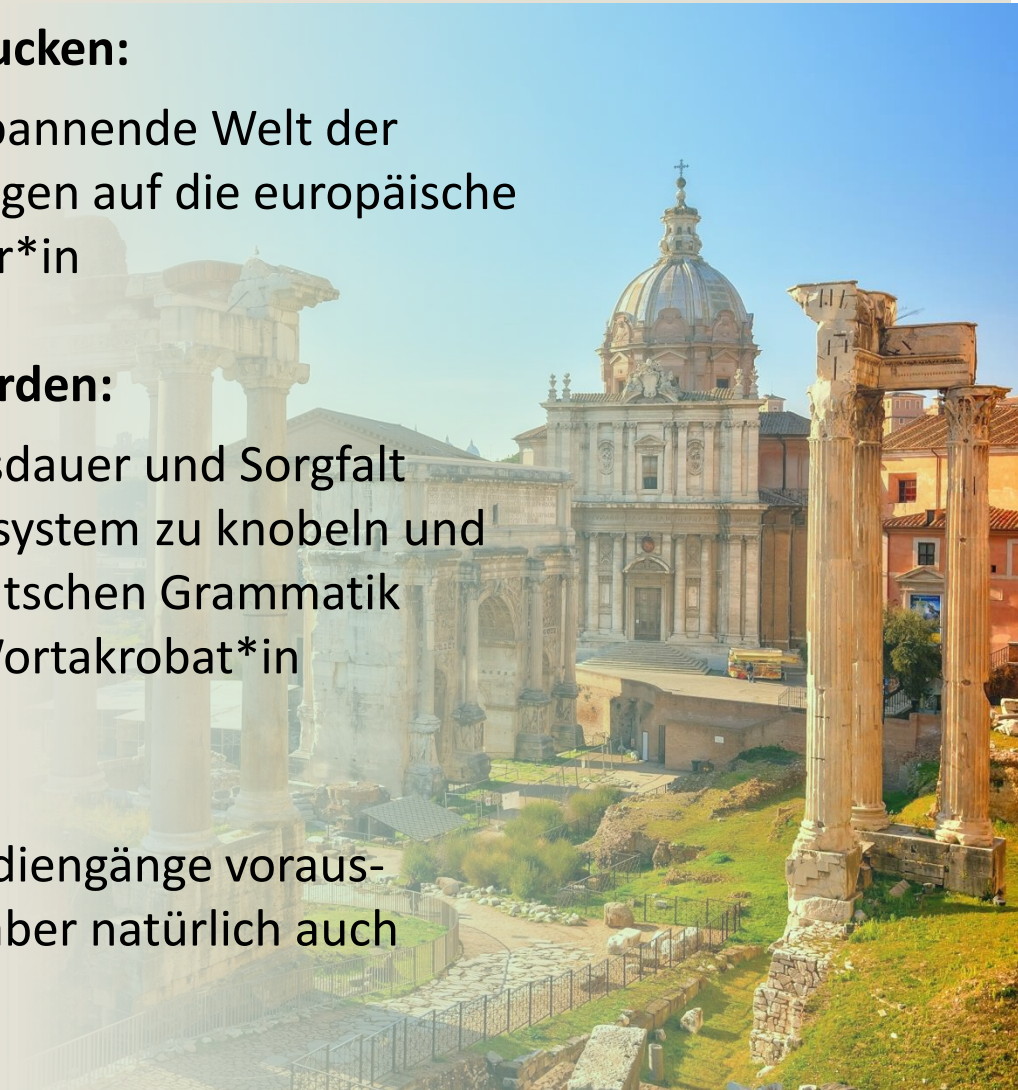 ucken:
pannende Welt der
gen auf die europäische
r*in
rden:
sdauer und Sorgfalt
system zu knobeln und
tschen Grammatik
Wortakrobat*in
diengänge voraus-
aber natürlich auch